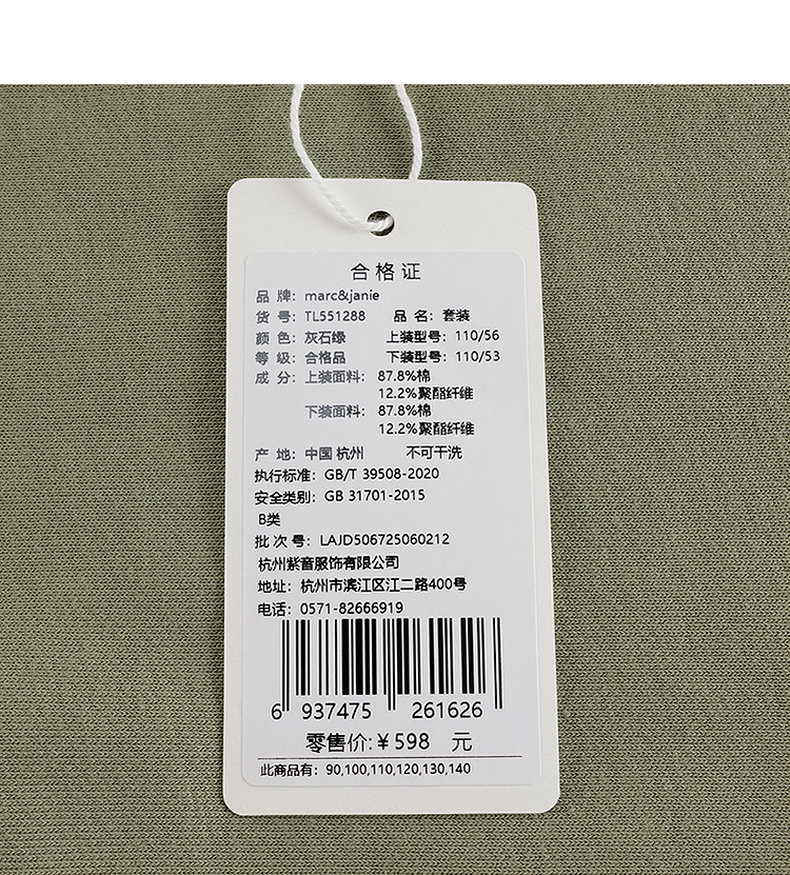 合格证
品 牌：marc&janie
货 号：TL551288 品 名：套装
颜 色：灰石绿 上装型号：110/56
等 级：合格品 下装型号：110/53
成 分：上装面料： 87.8%棉
12.2%聚酯纤维
下装面料： 87.8%棉
12.2%聚酯纤维
产 地：中国 杭州 不可干洗
执行标准：GB/T 39508-2020
安全类别：GB 31701-2015
B类
批 次 号：LAJD506725060212
杭州紫音服饰有限公司
地址：杭州市滨江区江二路400号
电话：0571-82666919
6 937475 261626
零售价:￥598 元
此商品有：90,100,110,120,130,140